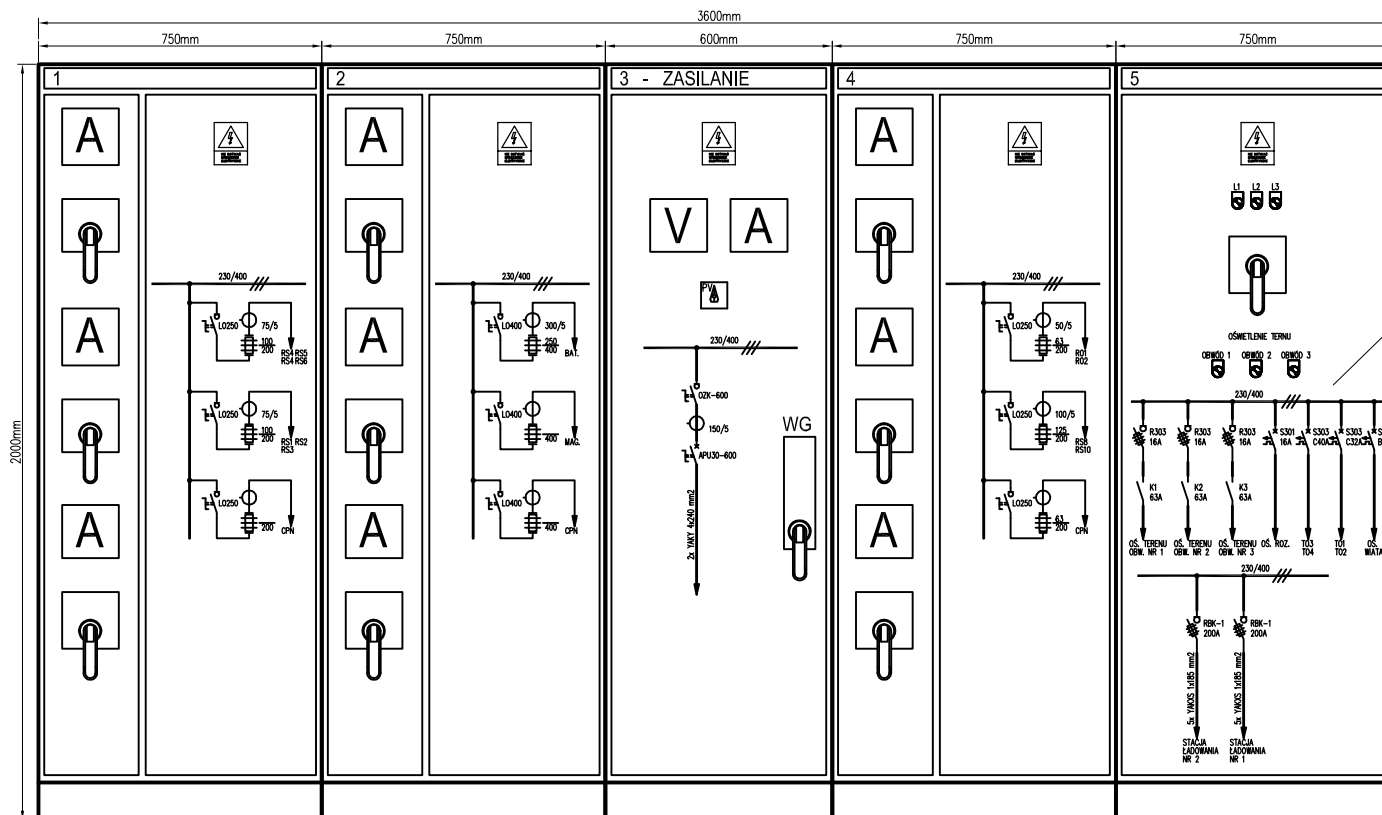 3600mm
750mm
750mm
600mm
750mm
750mm
2000mm
1
2
3 - ZASILANIE
4
5
A
A
A
230/400
LO250
75/5
100
200
RS4 RS5
RS4 RS6
LO250
75/5
100
200
RS1 RS2
RS3
LO250
200
CPN
A
A
A
230/400
LO400
300/5
250
400
BAT.
LO400
400
MAG.
LO400
400
CPN
V
A
PV
230/400
OZK-600
150/5
APU30-600
2x YAKY 4x240 mm2
WG
A
A
A
230/400
LO250
50/5
63
200
RO1
RO2
LO250
100/5
125
200
RS8
RS10
LO250
63
200
CPN
L1 L2 L3
OŚWIETLENIE TERNU
OBWÓD 1 OBWÓD 2 OBWÓD 3
230/400
R303
16A
R303
16A
R303
16A
S301
16A
S303
C40A
S303
C32A
S
B
K1
63A
K2
63A
K3
63A
OŚ. TERENU
OBW. NR 1
OŚ. TERENU
OBW. NR 2
OŚ. TERENU
OBW. NR 3
OŚ. ROZ.
TO3
TO4
TO1
TO2
OŚ.
WIATA
230/400
RBK-1
200A
RBK-1
200A
5x YAKXS 1x185 mm2
5x YAKXS 1x185 mm2
STACJA
ŁADOWANIA
NR 2
STACJA
ŁADOWANIA
NR 1